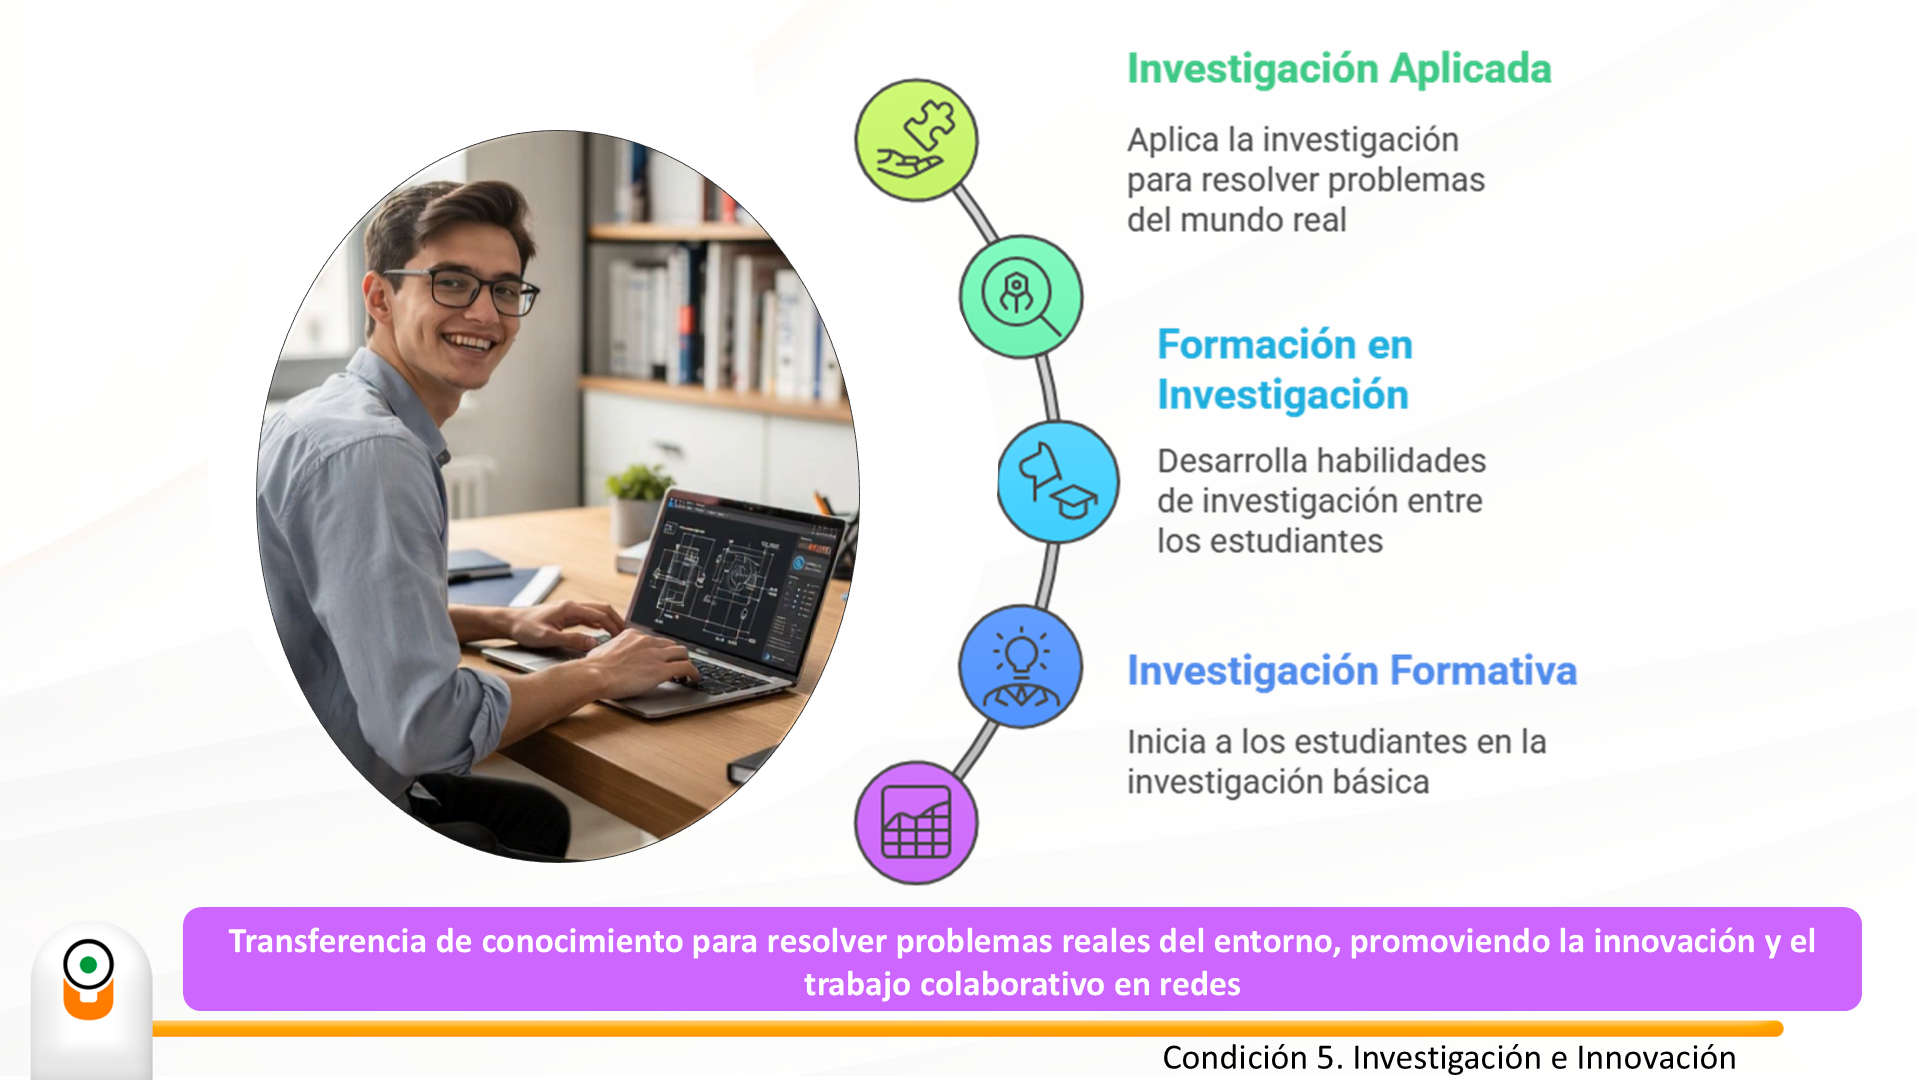 Investigación Aplicada
Aplica la investigación
para resolver problemas
del mundo real
Formación en
Investigación
Desarrolla habilidades
de investigación entre
los estudiantes
Investigación Formativa
Inicia a los estudiantes en la
investigación básica
Transferencia de conocimiento para resolver problemas reales del entorno, promoviendo la innovación y el
trabajo colaborativo en redes
Condición 5. Investigación e Innovación